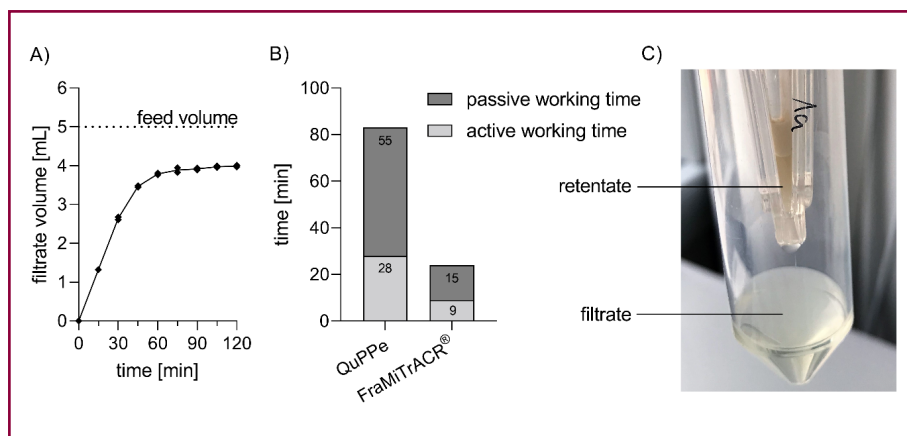 A)
6
5
4
3
2
1
0
filtrate volume [mL]
feed volume
0 30 60 90 120
time [min]
B)
100
80
60
40
20
0
time [min]
passive working time
active working time
55
28
15
9
QuPPe
FraMiTrACR®
C)
retentate
filtrate